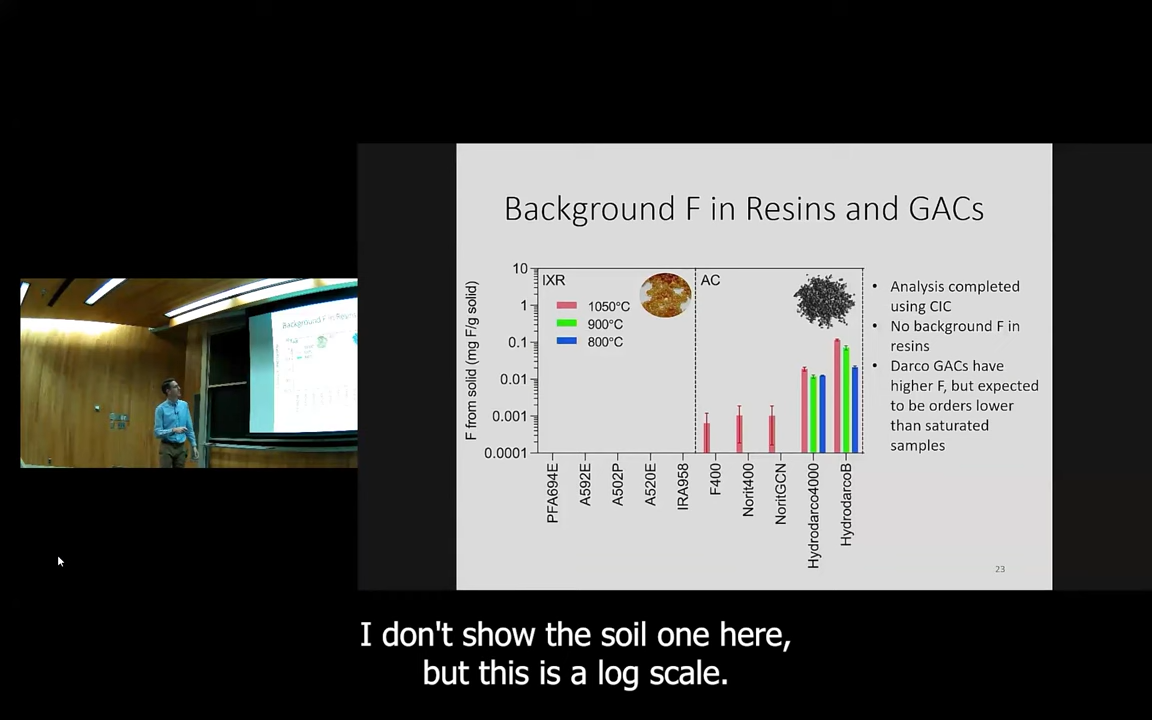 Background F in Resins and GACs
10
1
0.1
0.01
0.001
0.0001
F from solid (mg F/g solid)
IXR
1050°C
900°C
800°C
AC
PFA694E
A592E
A502P
A520E
IRA958
F400
Norit400
NoritGCN
Hydrodarco4000
HydrodarcoB
• Analysis completed
using CIC
• No background F in
resins
• Darco GACs have
higher F, but expected
to be orders lower
than saturated
samples
23
Background F in Resins
I don't show the soil one here,
but this is a log scale.